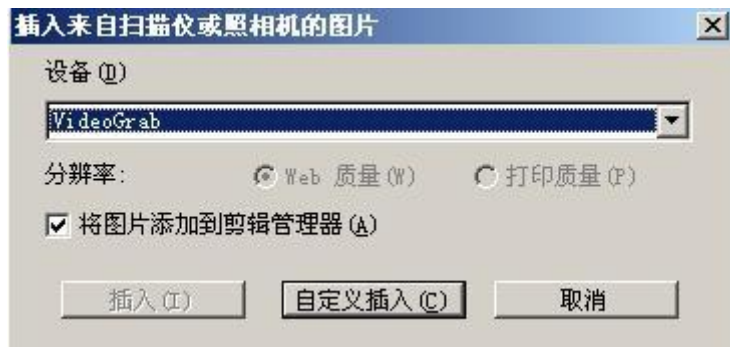 插入来自扫描仪或照相机的图片
设备(D)
VideoGrab
分辨率: Web 质量(W) 打印质量(P)
将图片添加到剪辑管理器(A)
插入(I) 自定义插入(C) 取消